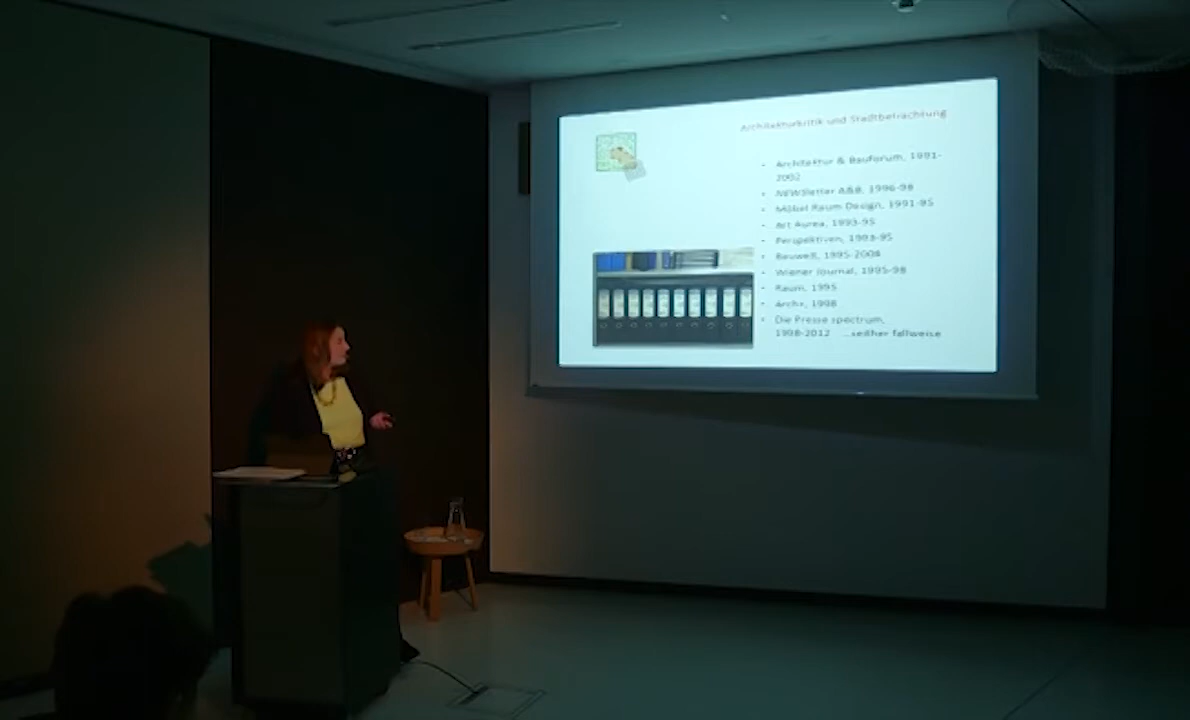 Architekturkritik und Stadtbetrachtung
• Architektur & Bauforum, 1991-
2002
• NEWSletter A&B, 1996-98
• Möbel Raum Design, 1991-95
• Art Aurea, 1993-95
• Perspektiven, 1993-95
• Bauwelt, 1995-2004
• Wiener Journal, 1995-98
• Raum, 1995
• Archs, 1998
• Die Presse spectrum,
1998-2012 ...seither fallweise